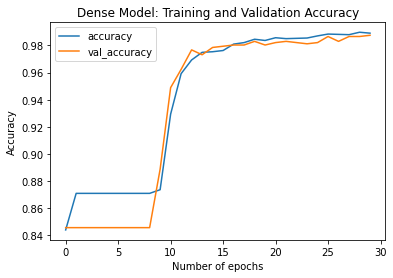 Dense Model: Training and Validation Accuracy
accuracy
val_accuracy
Accuracy
0.98
0.96
0.94
0.92
0.90
0.88
0.86
0.84
0 5 10 15 20 25 30
Number of epochs